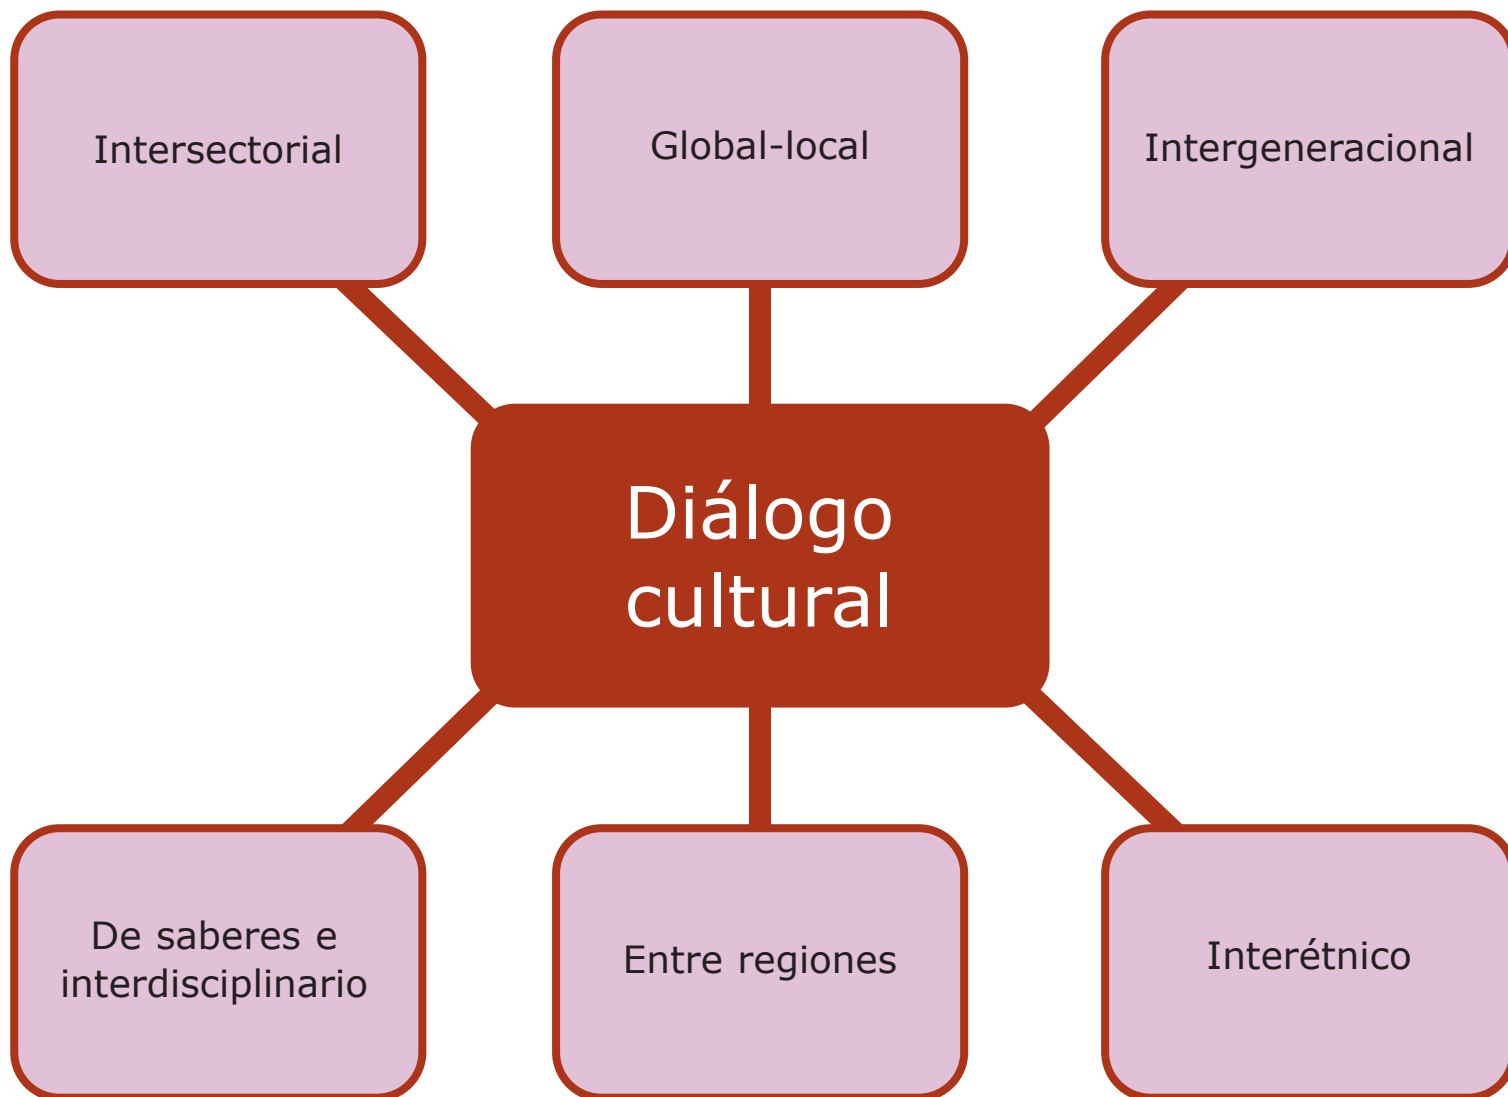 Intersectorial
Global-local
Intergeneracional
Diálogo
cultural
De saberes e
interdisciplinario
Entre regiones
Interétnico